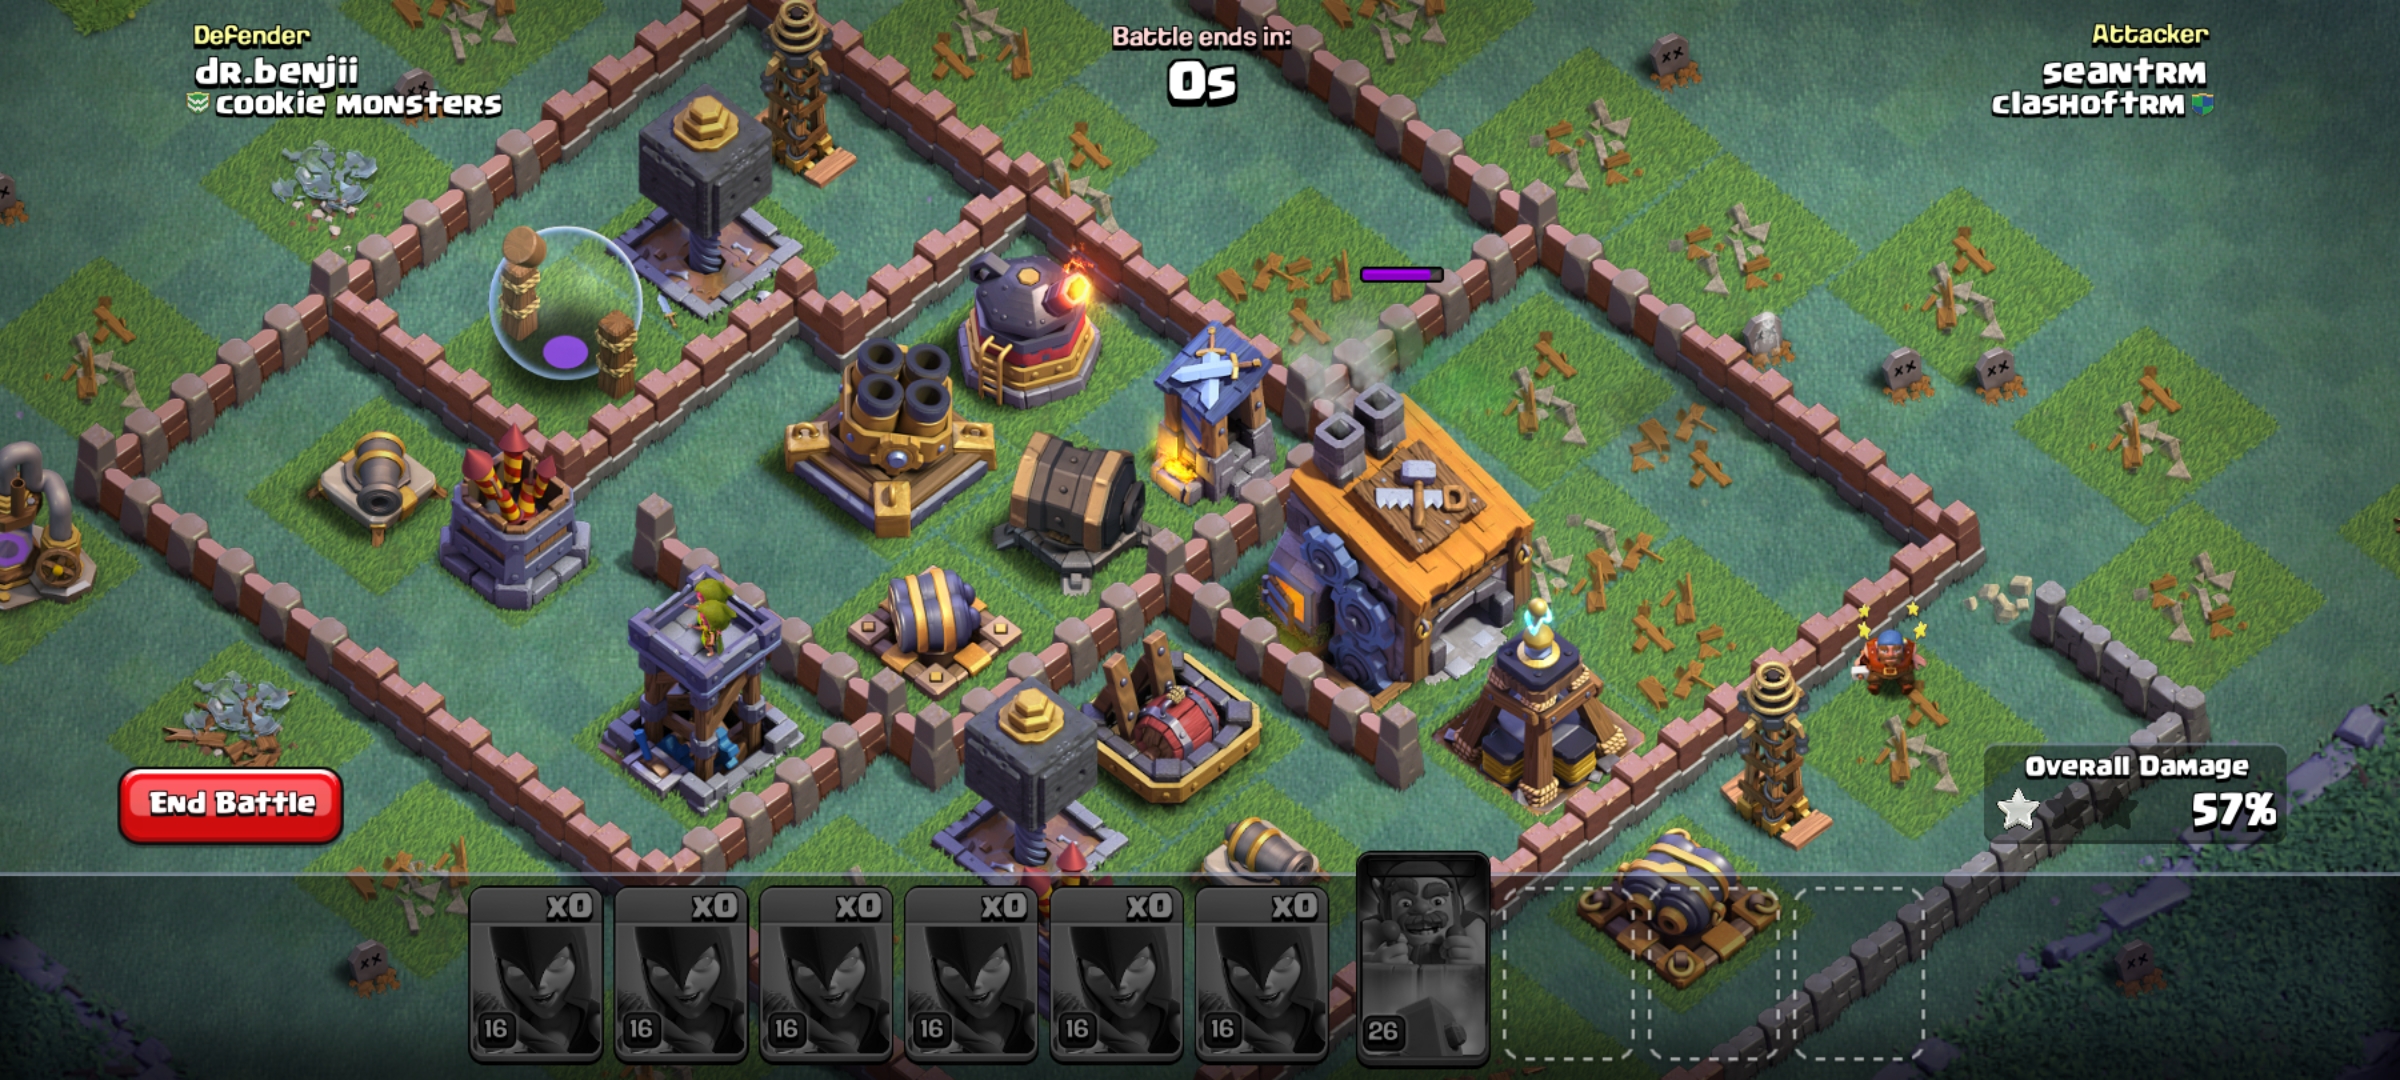 Defender
dR.benjii
cookie monsters
Battle ends in:
0s
Attacker
seantRM
clashoftRM
End Battle
Overall Damage
57%
x0
x0
x0
x0
x0
x0
16
16
16
16
16
16
26